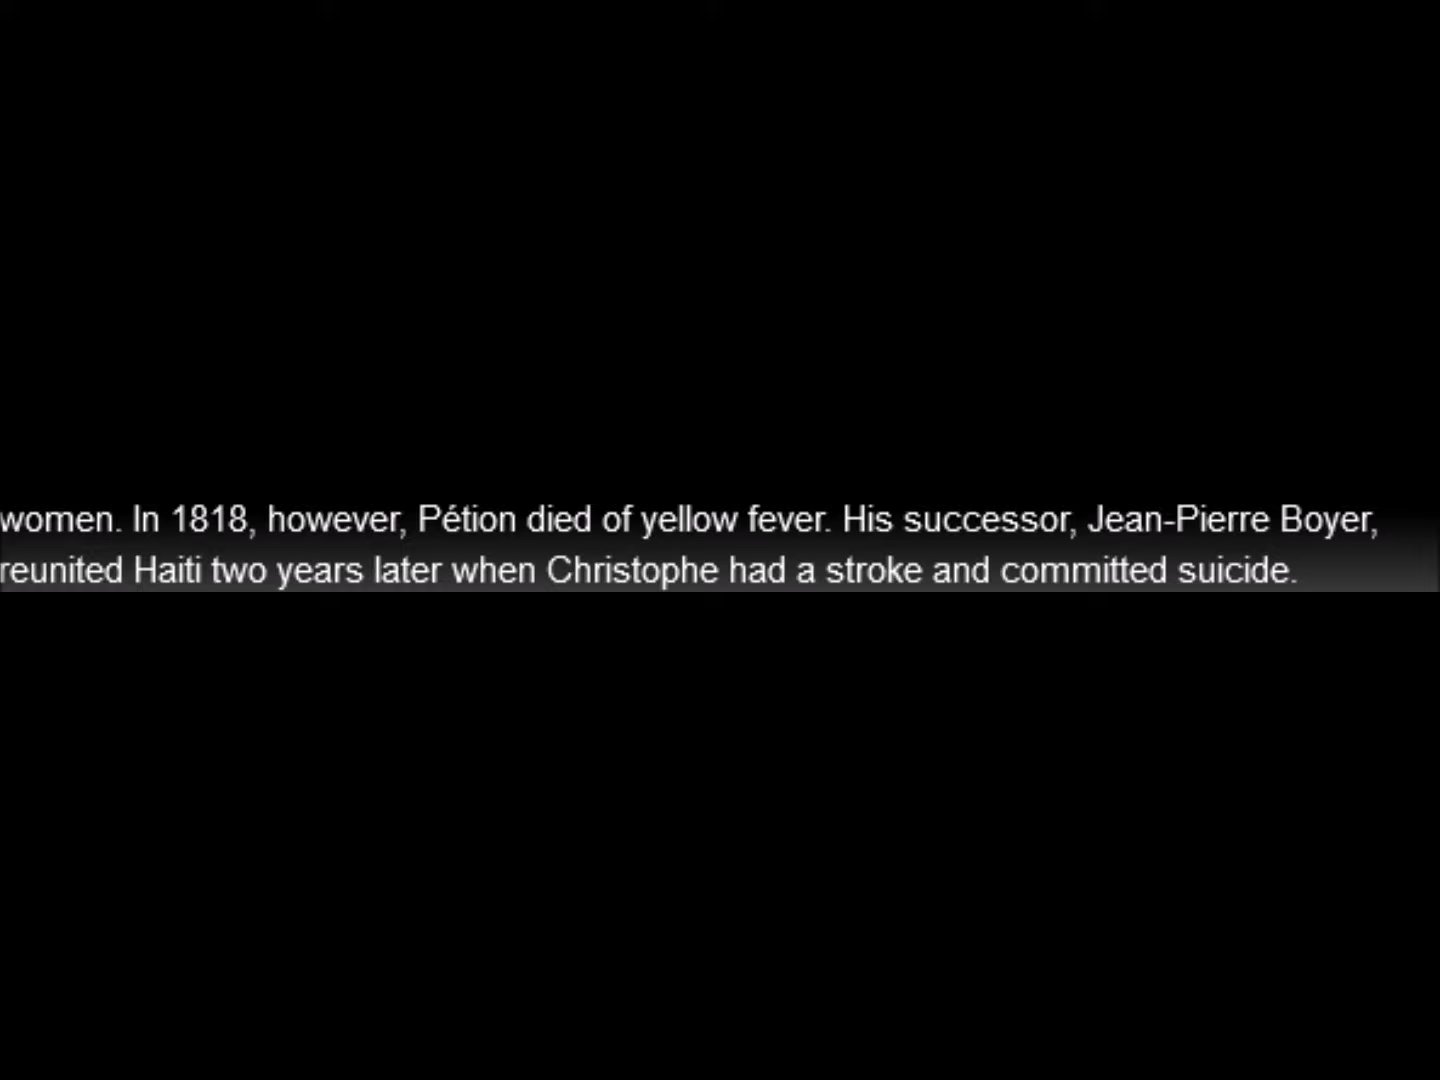 women. In 1818, however, Pétion died of yellow fever. His successor, Jean-Pierre Boyer,
reunited Haiti two years later when Christophe had a stroke and committed suicide.